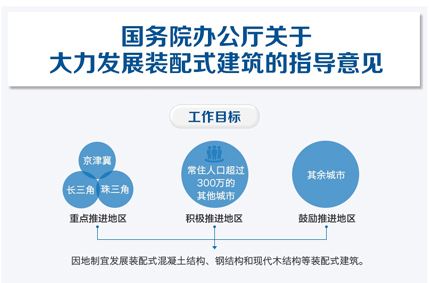 国务院办公厅关于
大力发展装配式建筑的指导意见
工作目标
京津冀
长三角
珠三角
重点推进地区
常住人口超过
300万的
其他城市
积极推进地区
其余城市
鼓励推进地区
因地制宜发展装配式混凝土结构、钢结构和现代木结构等装配式建筑。